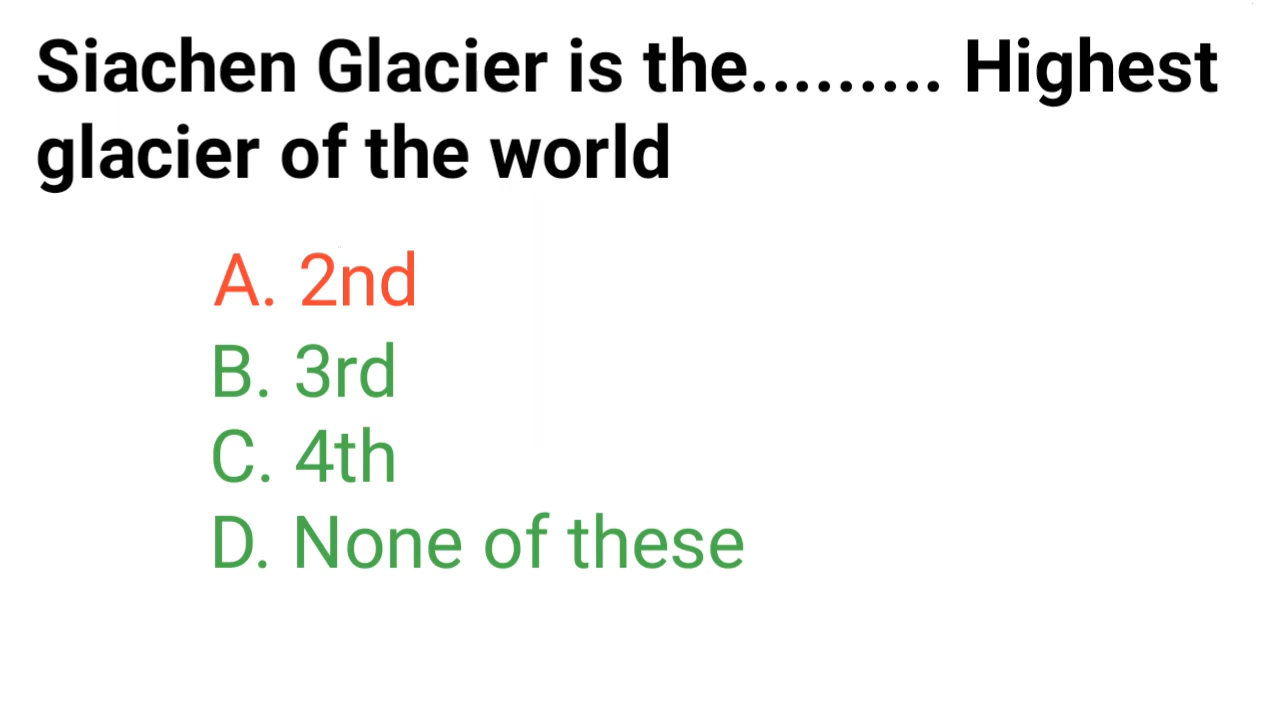 Siachen Glacier is the......... Highest
glacier of the world
A. 2nd
B. 3rd
C. 4th
D. None of these